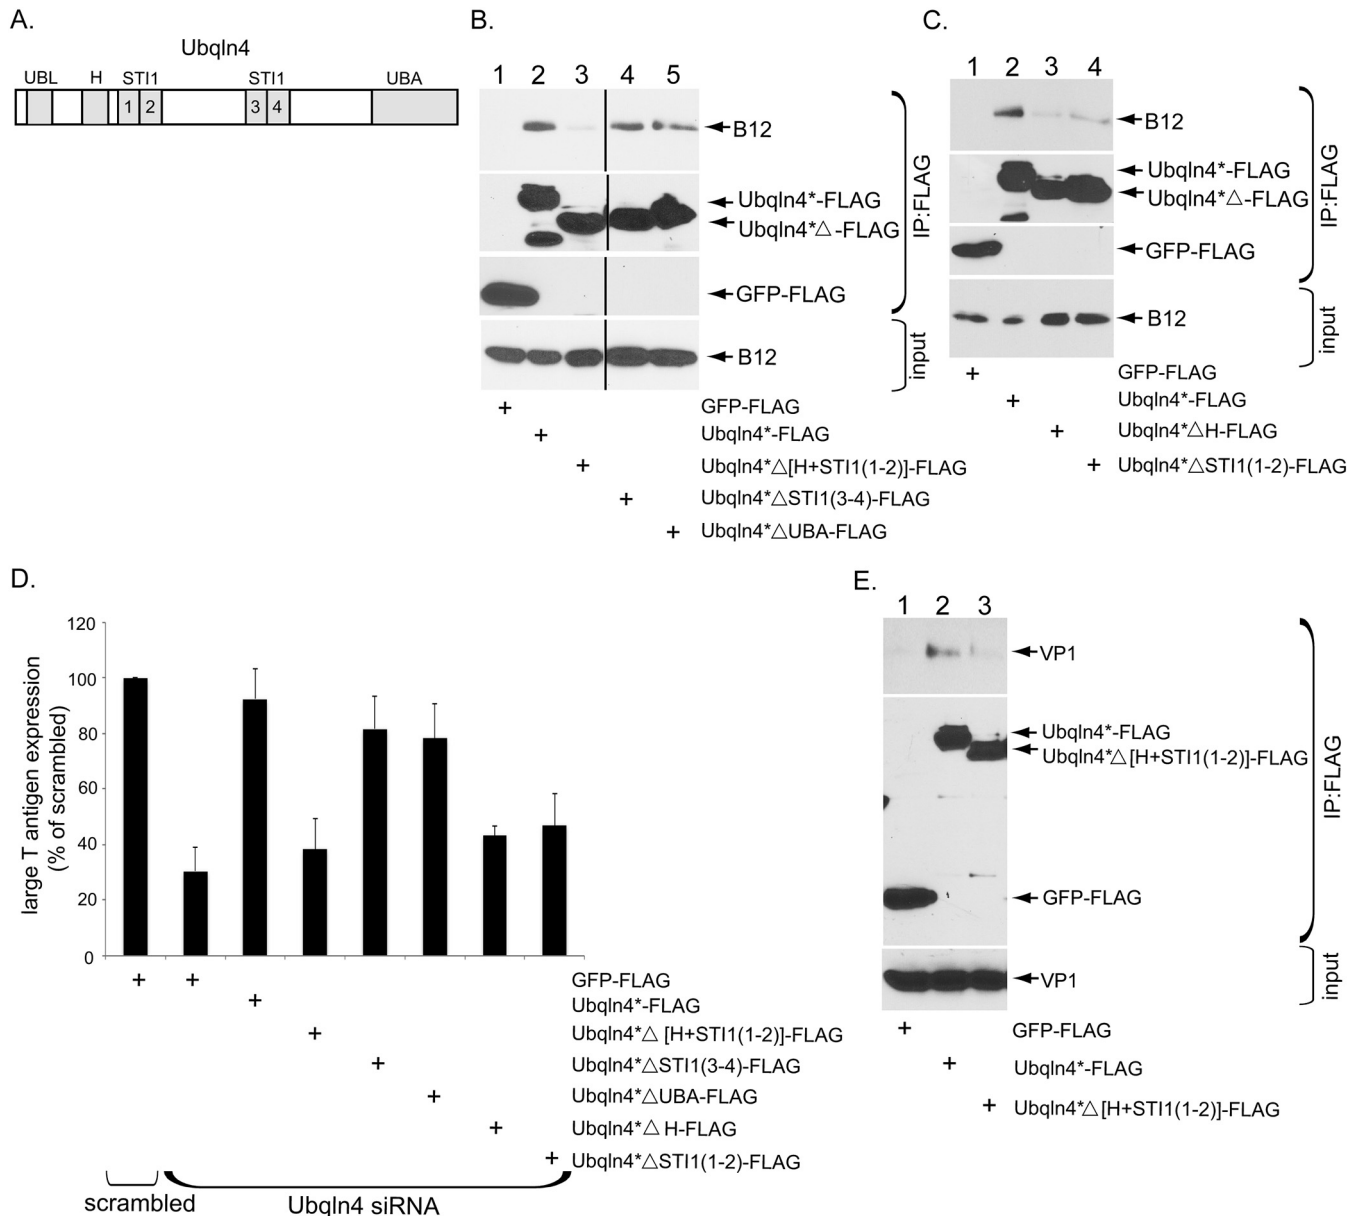 A.
Ubqln4
UBL H STI1 STI1 UBA
1 2 3 4
B.
1 2 3 4 5
B12
Ubqln4*-FLAG
Ubqln4*△-FLAG
GFP-FLAG
B12
IP:FLAG
input
+ GFP-FLAG
+ Ubqln4*-FLAG
+ Ubqln4*△[H+STI1(1-2)]-FLAG
+ Ubqln4*△STI1(3-4)-FLAG
+ Ubqln4*△UBA-FLAG
C.
1 2 3 4
B12
Ubqln4*-FLAG
Ubqln4*△-FLAG
GFP-FLAG
B12
IP:FLAG
input
+ GFP-FLAG
+ Ubqln4*-FLAG
+ Ubqln4*△H-FLAG
+ Ubqln4*△STI1(1-2)-FLAG
D.
large T antigen expression
(% of scrambled)
120
100
80
60
40
20
0
+ + GFP-FLAG
+ Ubqln4*-FLAG
+ Ubqln4*△ [H+STI1(1-2)]-FLAG
+ Ubqln4*△STI1(3-4)-FLAG
+ Ubqln4*△UBA-FLAG
+ Ubqln4*△H-FLAG
+ Ubqln4*△STI1(1-2)-FLAG
scrambled Ubqln4 siRNA
E.
1 2 3
VP1
Ubqln4*-FLAG
Ubqln4*△[H+STI1(1-2)]-FLAG
GFP-FLAG
VP1
IP:FLAG
input
+ GFP-FLAG
+ Ubqln4*-FLAG
+ Ubqln4*△[H+STI1(1-2)]-FLAG